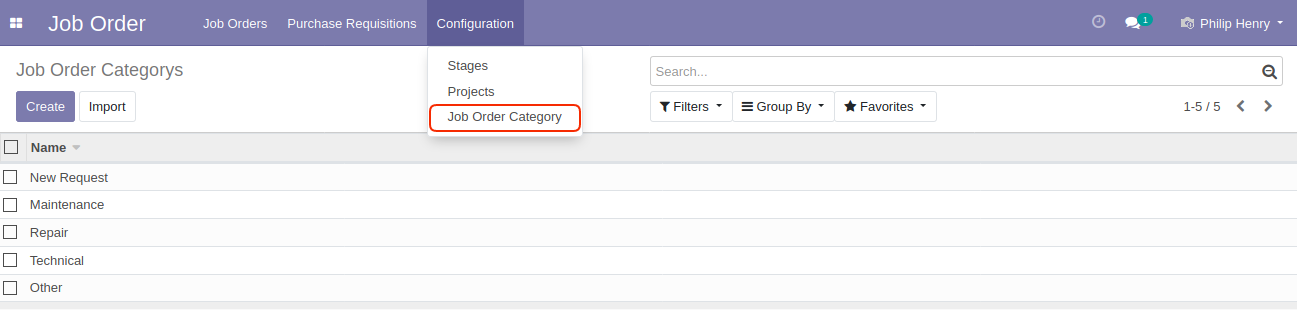 Job Order Job Orders Purchase Requisitions Configuration 1 Philip Henry
Job Order Categorys
Stages
Projects
Job Order Category
Search...
Create Import
Filters Group By Favorites 1-5 / 5
Name
New Request
Maintenance
Repair
Technical
Other